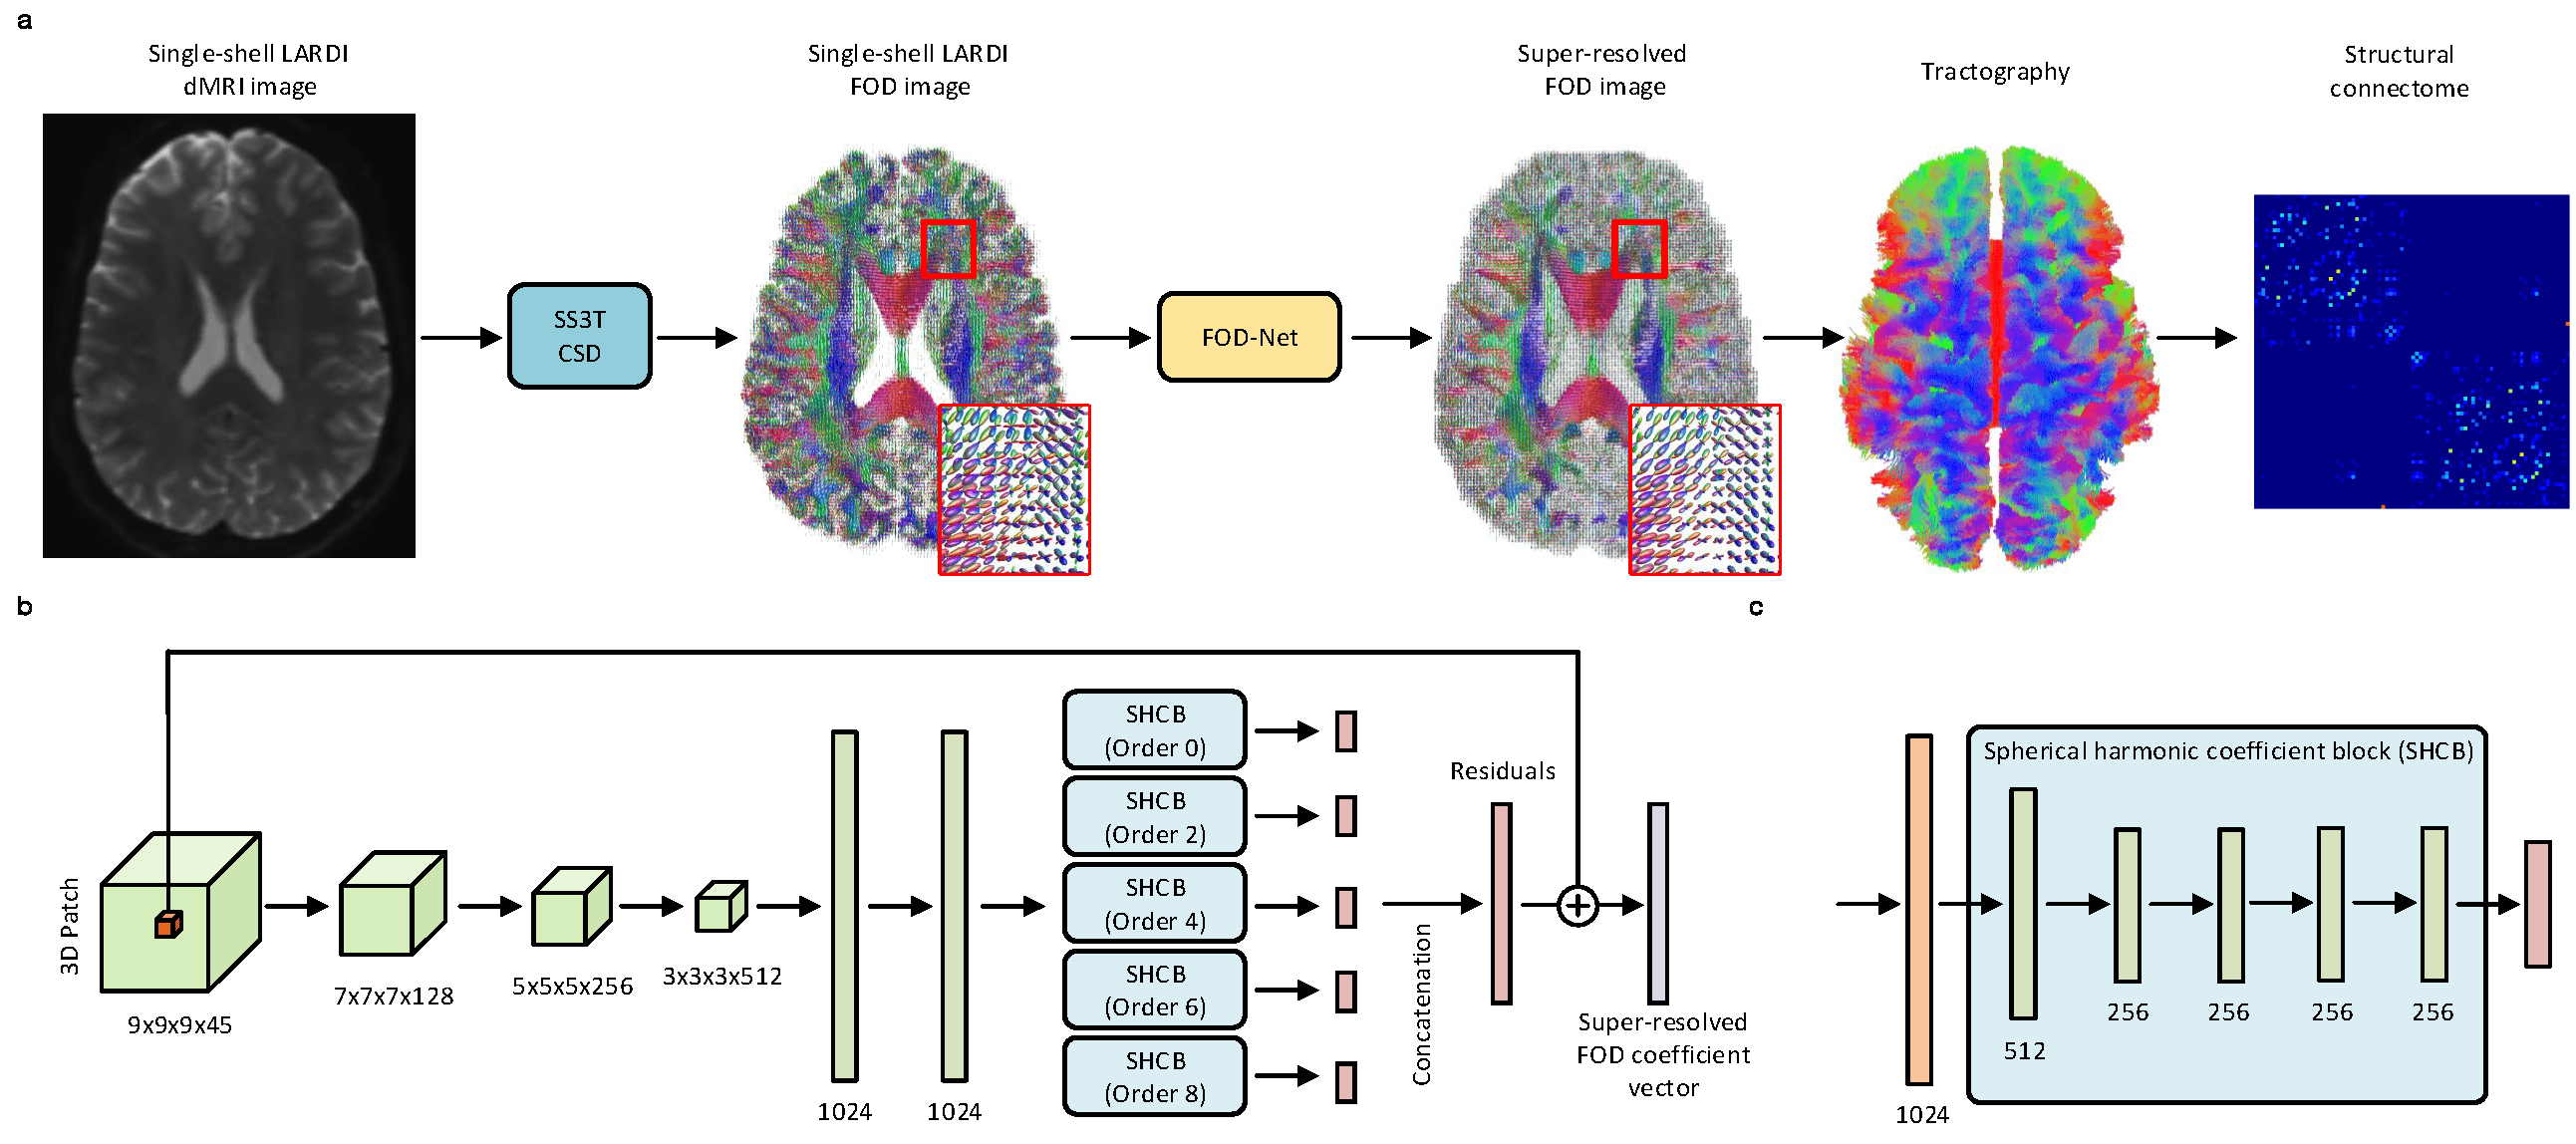 a
Single-shell LARDI
dMRI image
Single-shell LARDI
FOD image
Super-resolved
FOD image
Tractography
Structural
connectome
SS3T
CSD
FOD-Net
b
3D Patch
9x9x9x45
7x7x7x128
5x5x5x256
3x3x3x512
1024
1024
SHCB
(Order 0)
SHCB
(Order 2)
SHCB
(Order 4)
SHCB
(Order 6)
SHCB
(Order 8)
Concatenation
Residuals
Super-resolved
FOD coefficient
vector
c
1024
Spherical harmonic coefficient block (SHCB)
512
256
256
256
256